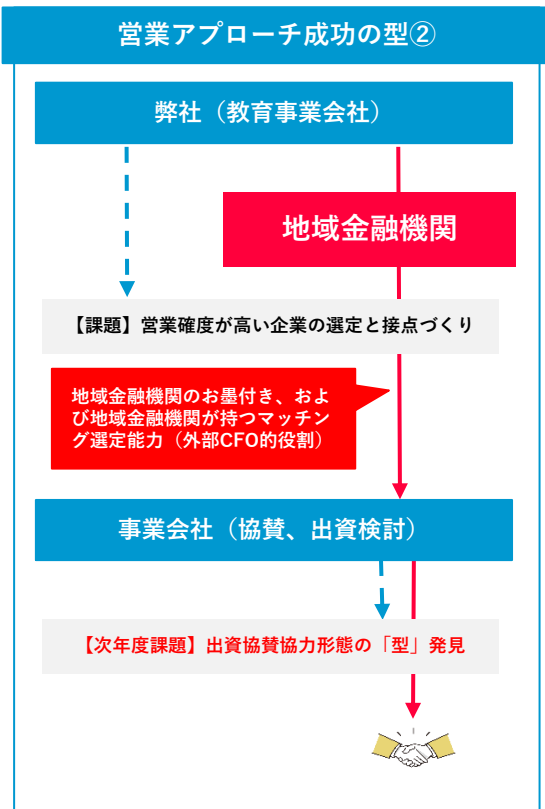 営業アプローチ成功の型②
弊社（教育事業会社）
地域金融機関
【課題】営業確度が高い企業の選定と接点づくり
地域金融機関のお墨付き、およ
び地域金融機関が持つマッチン
グ選定能力（外部CFO的役割）
事業会社（協賛、出資検討）
【次年度課題】出資協賛協力形態の「型」発見